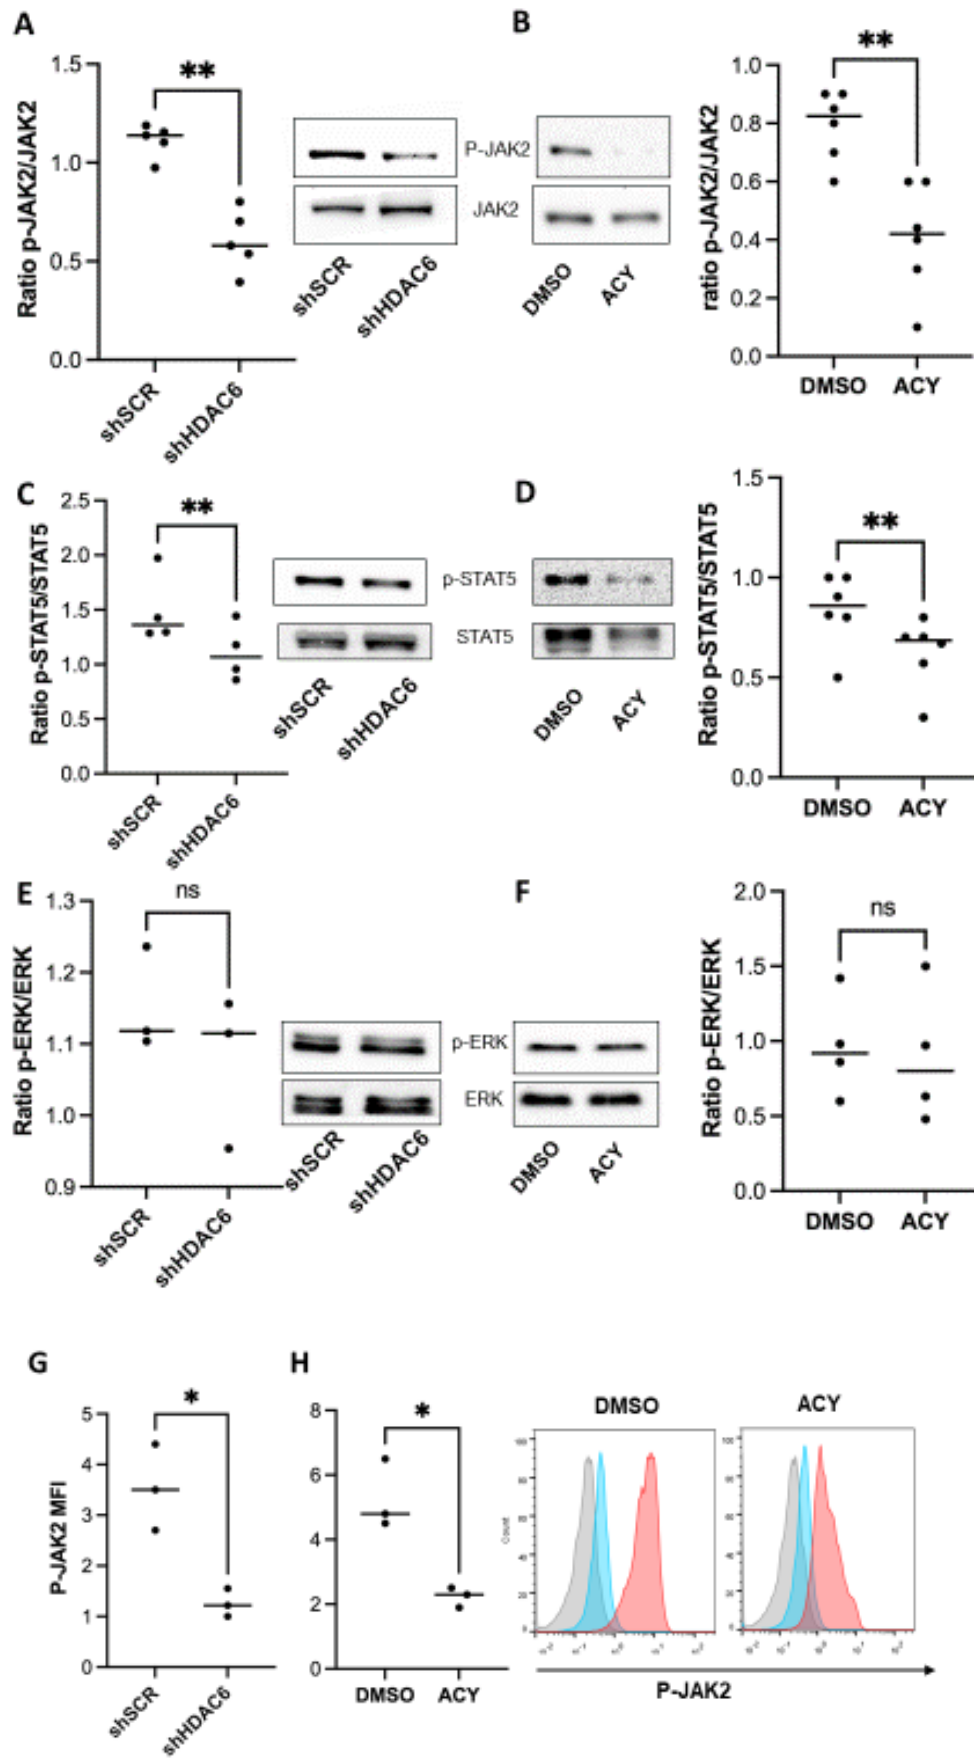 A
Ratio p-JAK2/JAK2
1.5
1.0
0.5
0.0
**
shSCR
shHDAC6
P-JAK2
JAK2
shSCR
shHDAC6
B
DMSO
ACY
ratio p-JAK2/JAK2
1.0
0.8
0.6
0.4
0.2
0.0
**
DMSO
ACY
C
Ratio p-STAT5/STAT5
2.5
2.0
1.5
1.0
0.5
0.0
**
shSCR
shHDAC6
p-STAT5
STAT5
shSCR
shHDAC6
D
DMSO
ACY
Ratio p-STAT5/STAT5
1.5
1.0
0.5
0.0
**
DMSO
ACY
E
Ratio p-ERK/ERK
1.3
1.2
1.1
1.0
0.9
ns
shSCR
shHDAC6
p-ERK
ERK
shSCR
shHDAC6
F
DMSO
ACY
Ratio p-ERK/ERK
2.0
1.5
1.0
0.5
0.0
ns
DMSO
ACY
G
P-JAK2 MFI
5
4
3
2
1
0
*
shSCR
shHDAC6
H
8
6
4
2
0
*
DMSO
ACY
DMSO
ACY
Count
P-JAK2